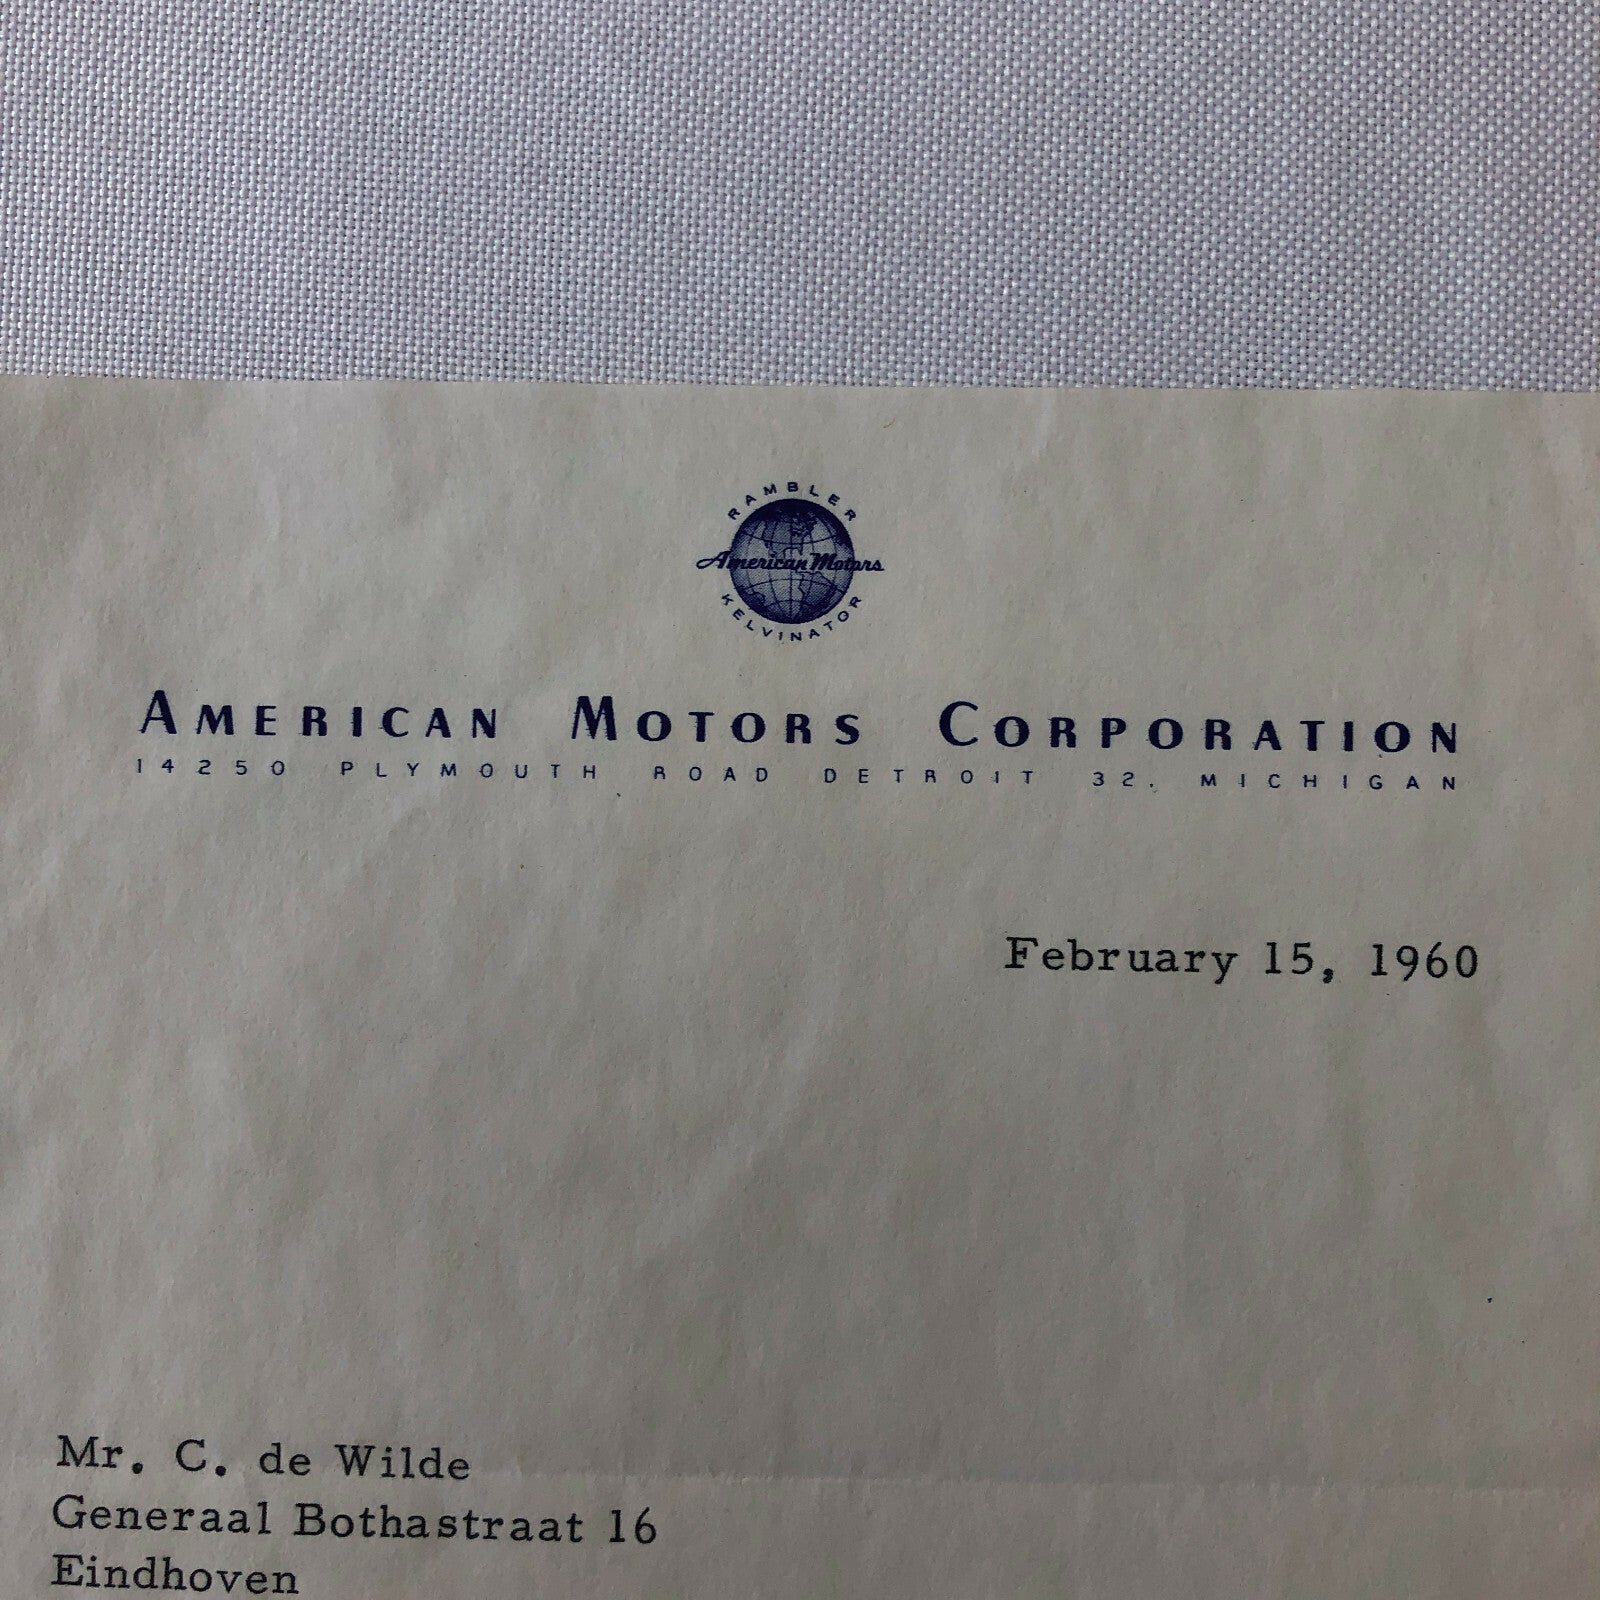 RAMBLER
American Motors
KELVINATOR
AMERICAN MOTORS CORPORATION
14250 PLYMOUTH ROAD DETROIT 32, MICHIGAN
February 15, 1960
Mr. C. de Wilde
Generaal Bothastraat 16
Eindhoven